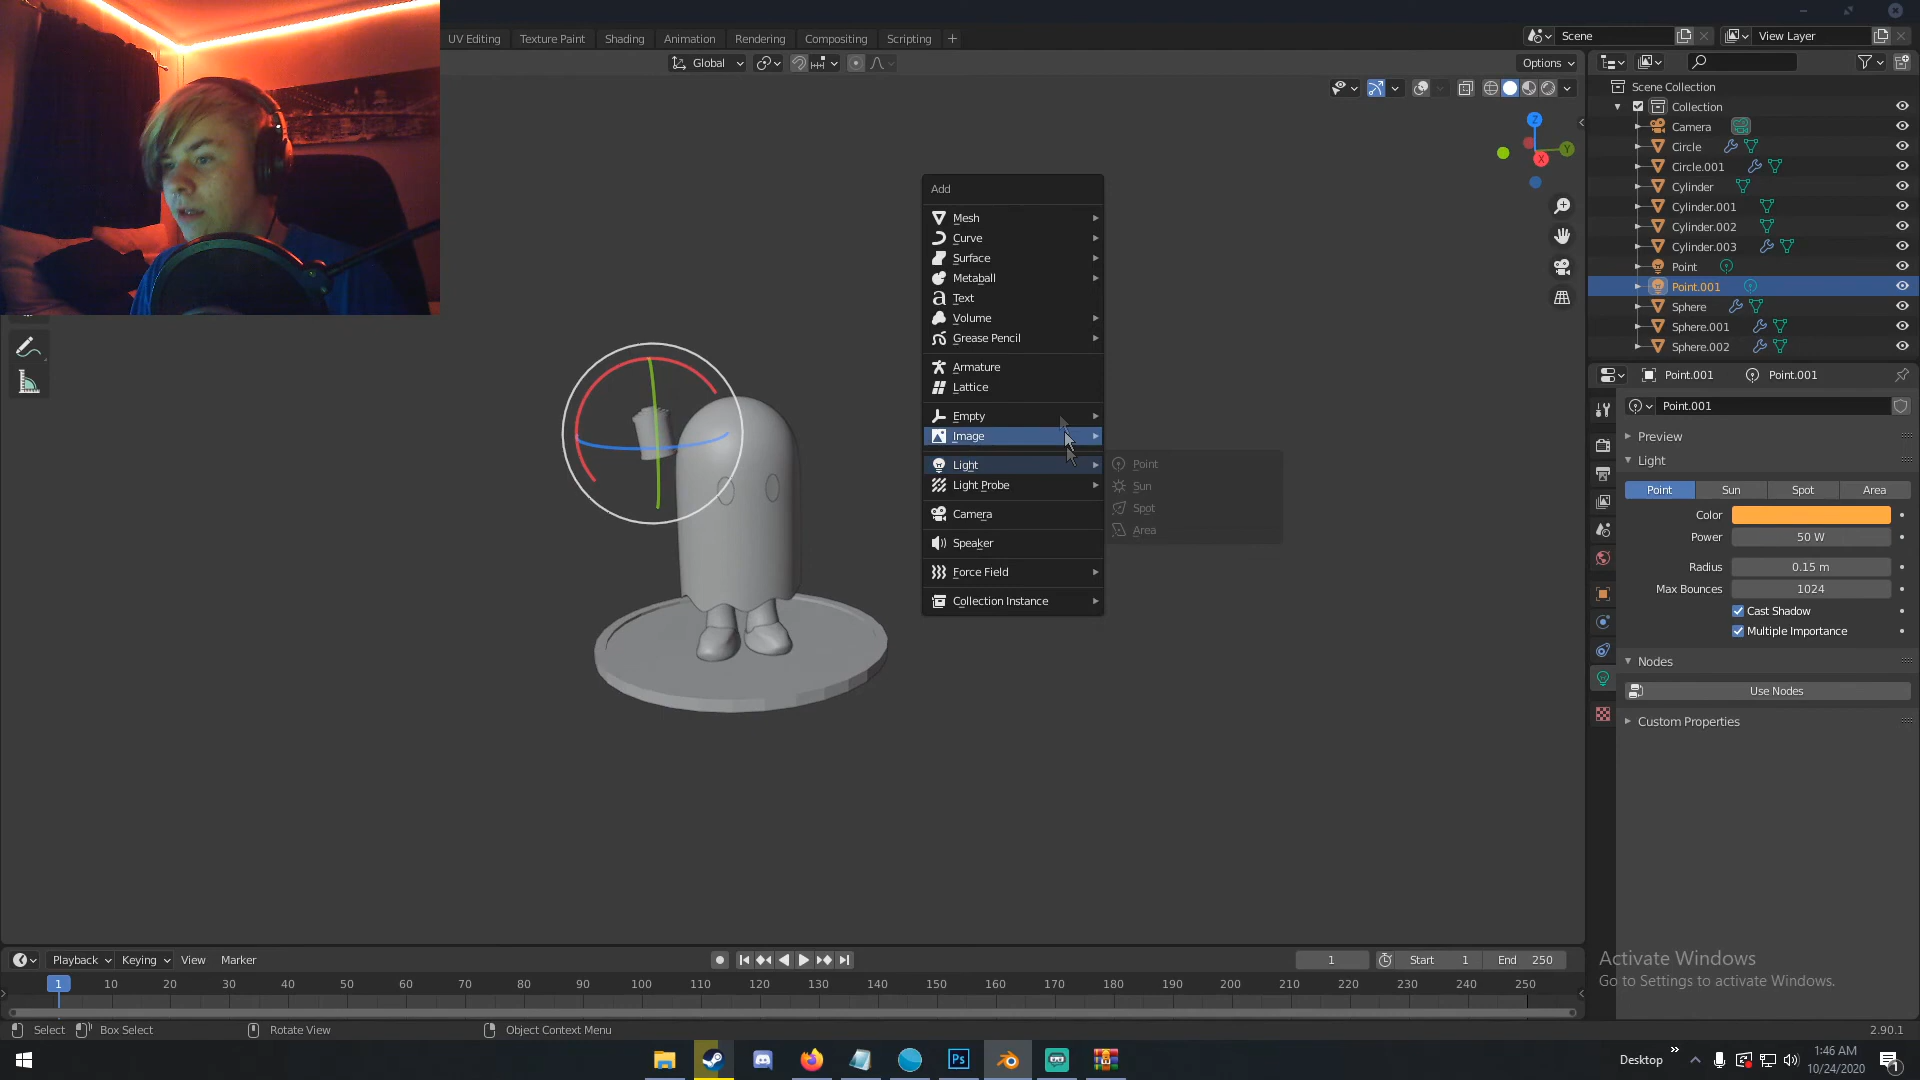 UV Editing Texture Paint Shading Animation Rendering Compositing Scripting
Scene View Layer
Global Options
Scene Collection
Collection
Camera
Circle
Circle.001
Cylinder
Cylinder.001
Cylinder.002
Cylinder.003
Point
Point.001
Sphere
Sphere.001
Sphere.002
Z
Y
X
Add
Mesh
Curve
Surface
Metaball
Text
Volume
Grease Pencil
Armature
Lattice
Empty
Image
Light
Light Probe
Camera
Speaker
Force Field
Collection Instance
Point
Sun
Spot
Area
Point.001 Point.001
Point.001
Preview
Light
Point Sun Spot Area
Color
Power 50 W
Radius 0.15 m
Max Bounces 1024
Cast Shadow
Multiple Importance
Nodes
Use Nodes
Custom Properties
Activate Windows
Go to Settings to activate Windows.
Playback Keying View Marker
1 Start 1 End 250
1 10 20 30 40 50 60 70 80 90 100 110 120 130 140 150 160 170 180 190 200 210 220 230 240 250
Select Box Select Rotate View Object Context Menu
2.90.1
Ps
Desktop
1:46 AM
10/24/2020
1